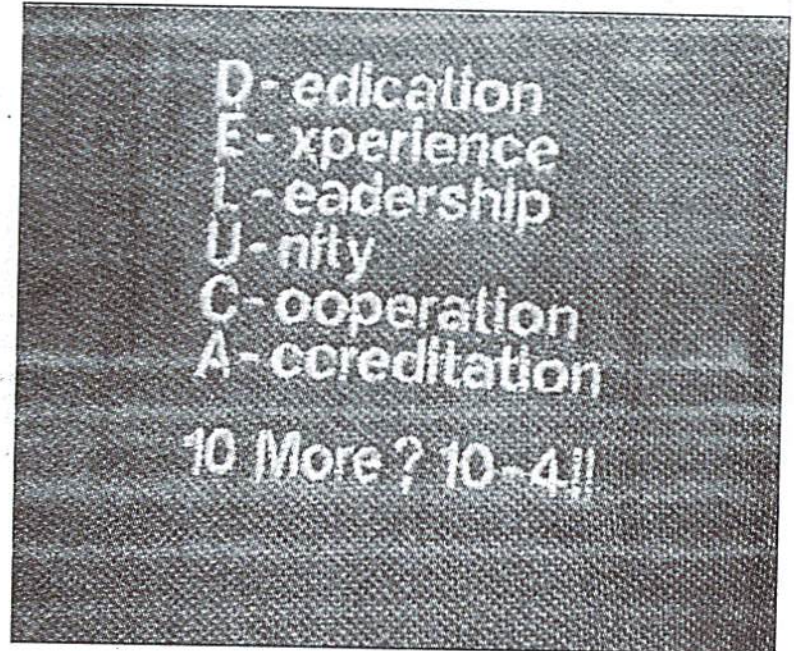 D-edication
E-xperience
L-eadership
U-nity
C-ooperation
A-ccreditation
10 More? 10-4!!